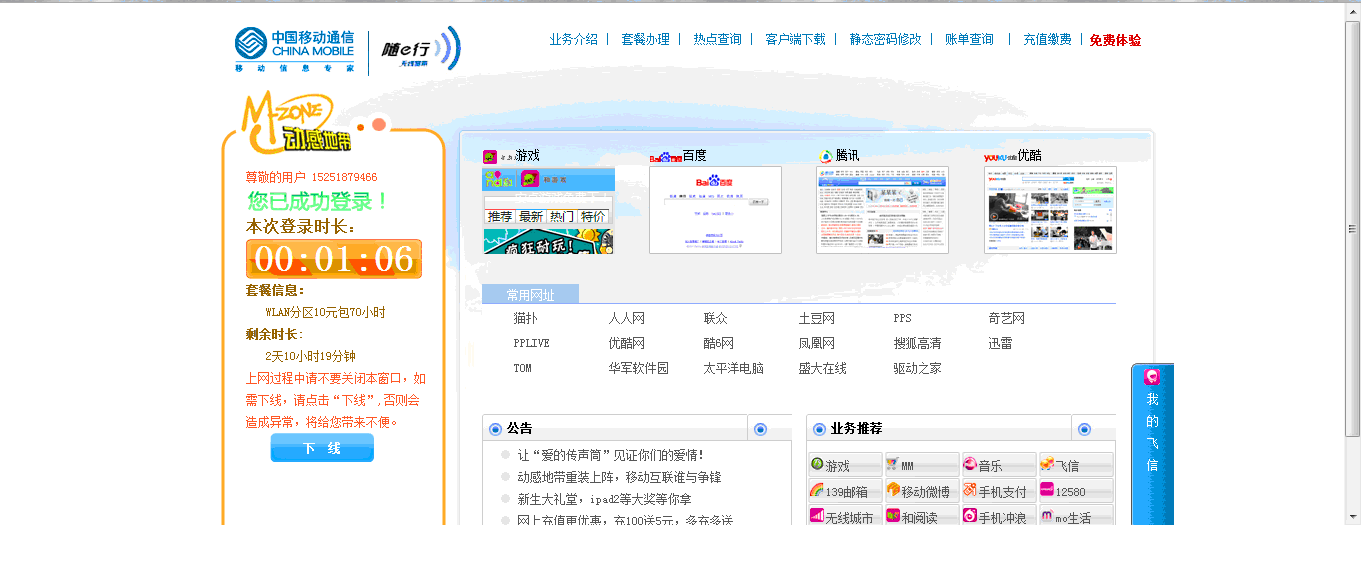 中国移动通信
CHINA MOBILE
移动信息专家
随e行
无线宽带
业务介绍 | 套餐办理 | 热点查询 | 客户端下载 | 静态密码修改 | 账单查询 | 充值缴费 | 免费体验
M-ZONE
动感地带
尊敬的用户 15251879466
您已成功登录！
本次登录时长：
00:01:06
套餐信息：
WLAN分区10元包70小时
剩余时长：
2天10小时19分钟
上网过程中请不要关闭本窗口，如
需下线，请点击“下线”，否则会
造成异常，将给您带来不便。
下 线
游戏
Bai百度
腾讯
优酷
推荐 最新 热门 特价
疯狂耐玩！
Bai百度
常用网址
猫扑 人人网 联众 土豆网 PPS 奇艺网
PPLIVE 优酷网 酷6网 凤凰网 搜狐高清 迅雷
TOM 华军软件园 太平洋电脑 盛大在线 驱动之家
公告
让“爱的传声筒”见证你们的爱情！
动感地带重装上阵，移动互联谁与争锋
新生大礼堂，ipad2等大奖等你拿
网上充值更优惠，充100送5元，多充多送
业务推荐
游戏 MM 音乐 飞信
139邮箱 移动微博 手机支付 12580
无线城市 和阅读 手机冲浪 mo生活
我的飞信